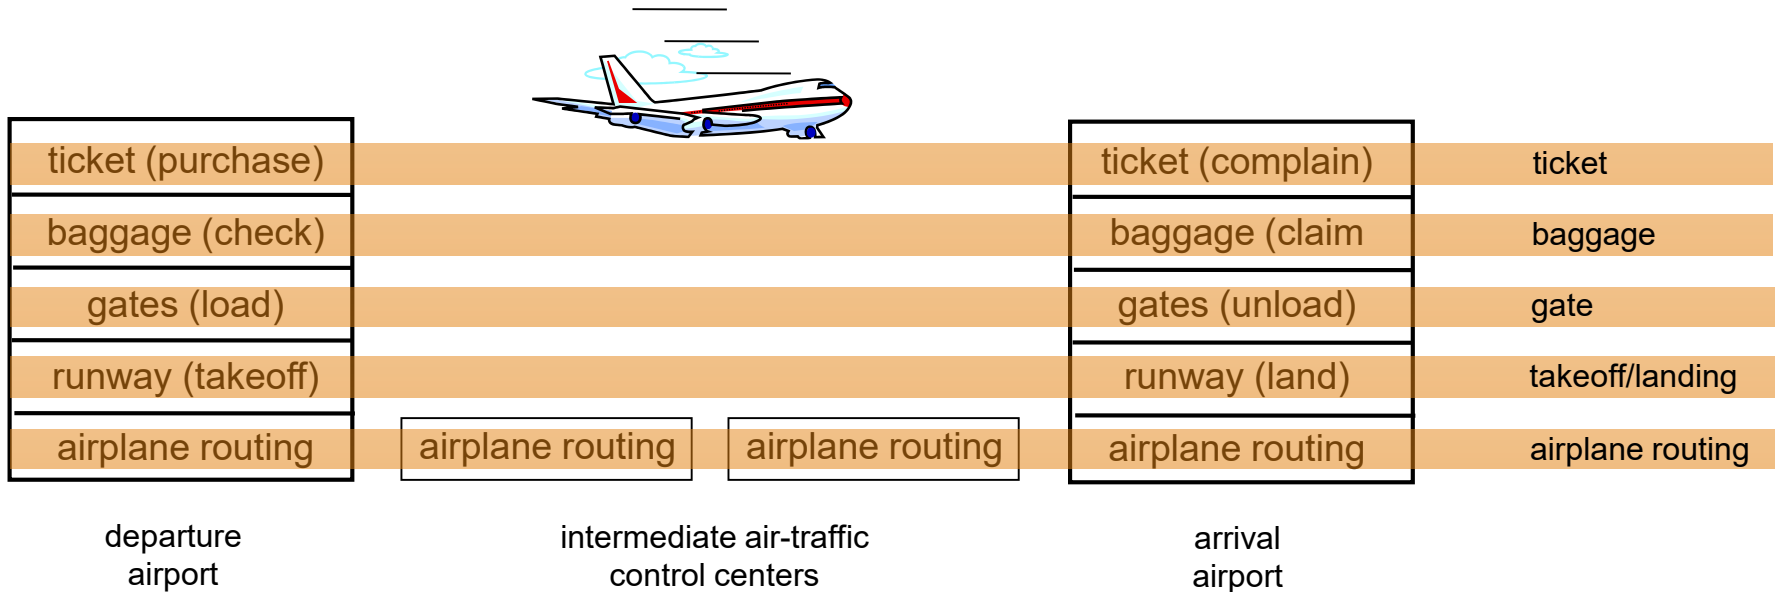 ticket (purchase)
ticket (complain)
ticket
baggage (check)
baggage (claim
baggage
gates (load)
gates (unload)
gate
runway (takeoff)
runway (land)
takeoff/landing
airplane routing
airplane routing
airplane routing
airplane routing
airplane routing
departure
airport
intermediate air-traffic
control centers
arrival
airport